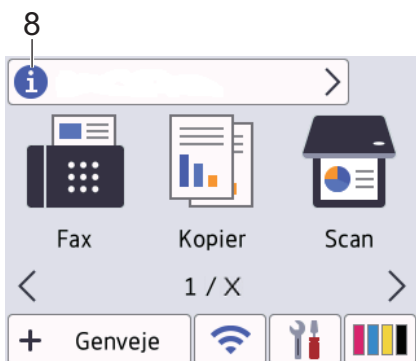 8
i
Fax Kopier Scan
< 1 / X >
+ Genveje